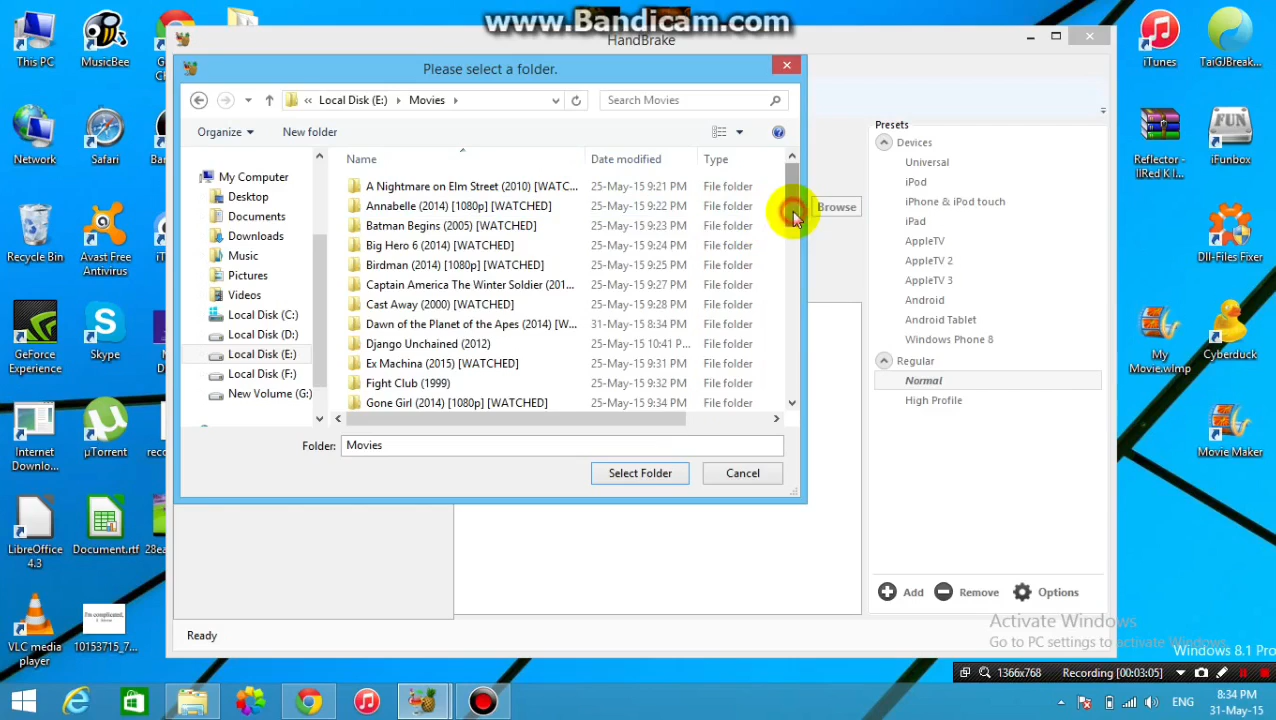 www.Bandicam.com
HandBrake
Please select a folder.
« Local Disk (E:) Movies
Search Movies
Organize
New folder
Name
Date modified
Type
My Computer
Desktop
Documents
Downloads
Music
Pictures
Videos
Local Disk (C:)
Local Disk (D:)
Local Disk (E:)
Local Disk (F:)
New Volume (G:)
A Nightmare on Elm Street (2010) [WATC... 25-May-15 9:21 PM File folder
Annabelle (2014) [1080p] [WATCHED] 25-May-15 9:22 PM File folder
Batman Begins (2005) [WATCHED] 25-May-15 9:23 PM File folder
Big Hero 6 (2014) [WATCHED] 25-May-15 9:24 PM File folder
Birdman (2014) [1080p] [WATCHED] 25-May-15 9:25 PM File folder
Captain America The Winter Soldier (201... 25-May-15 9:27 PM File folder
Cast Away (2000) [WATCHED] 25-May-15 9:28 PM File folder
Dawn of the Planet of the Apes (2014) [W... 31-May-15 8:34 PM File folder
Django Unchained (2012) 25-May-15 10:41 P... File folder
Ex Machina (2015) [WATCHED] 25-May-15 9:31 PM File folder
Fight Club (1999) 25-May-15 9:32 PM File folder
Gone Girl (2014) [1080p] [WATCHED] 25-May-15 9:34 PM File folder
Folder: Movies
Select Folder
Cancel
Browse
Presets
Devices
Universal
iPod
iPhone & iPod touch
iPad
AppleTV
AppleTV 2
AppleTV 3
Android
Android Tablet
Windows Phone 8
Regular
Normal
High Profile
Add
Remove
Options
Ready
This PC
MusicBee
Network
Safari
Recycle Bin
Avast Free
Antivirus
GeForce
Experience
Skype
Internet
Downlo...
µTorrent
LibreOffice
4.3
Document.rtf
VLC media
player
10153715_7...
I'm complicated.
iTunes
TaiGJBreak...
Reflector -
IIRed K I...
iFunbox
FUN
Dll-Files Fixer
My
Movie.wlmp
Cyberduck
Movie Maker
Activate Windows
Go to PC settings to activate Windows.
Windows 8.1 Pro
1366x768
Recording [00:03:05]
ENG
8:34 PM
31-May-15